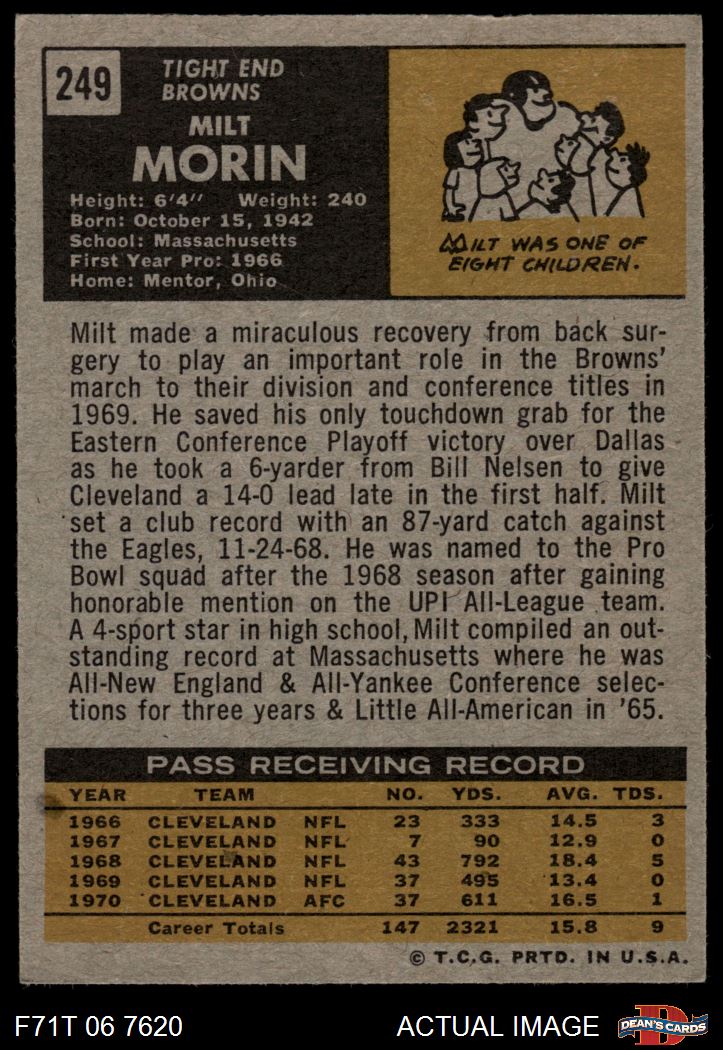 249
TIGHT END
BROWNS
MILT
MORIN
Height: 6'4" Weight: 240
Born: October 15, 1942
School: Massachusetts
First Year Pro: 1966
Home: Mentor, Ohio
MILT WAS ONE OF
EIGHT CHILDREN.
Milt made a miraculous recovery from back sur-
gery to play an important role in the Browns'
march to their division and conference titles in
1969. He saved his only touchdown grab for the
Eastern Conference Playoff victory over Dallas
as he took a 6-yarder from Bill Nelsen to give
Cleveland a 14-0 lead late in the first half. Milt
set a club record with an 87-yard catch against
the Eagles, 11-24-68. He was named to the Pro
Bowl squad after the 1968 season after gaining
honorable mention on the UPI All-League team.
A 4-sport star in high school, Milt compiled an out-
standing record at Massachusetts where he was
All-New England & All-Yankee Conference selec-
tions for three years & Little All-American in '65.
PASS RECEIVING RECORD
YEAR TEAM NO. YDS. AVG. TDS.
1966 CLEVELAND NFL 23 333 14.5 3
1967 CLEVELAND NFL 7 90 12.9 0
1968 CLEVELAND NFL 43 792 18.4 5
1969 CLEVELAND NFL 37 495 13.4 0
1970 CLEVELAND AFC 37 611 16.5 1
Career Totals 147 2321 15.8 9
© T.C.G. PRTD. IN U.S.A.
F71T 06 7620 ACTUAL IMAGE D DEAN'S CARDS